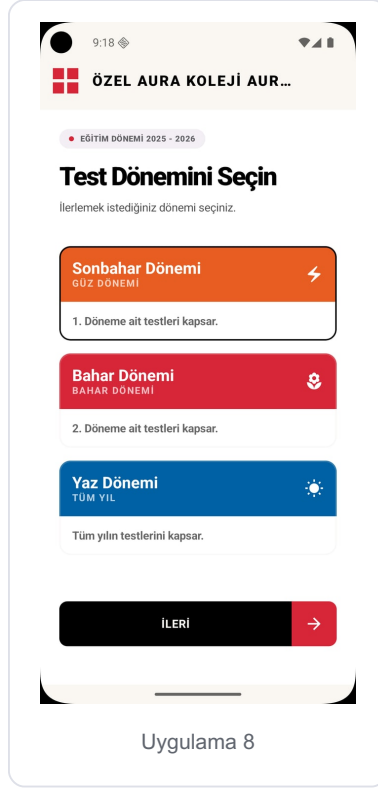 9:18
ÖZEL AURA KOLEJİ AUR...
EĞİTİM DÖNEMİ 2025 - 2026
Test Dönemini Seçin
İlerlemek istediğiniz dönemi seçiniz.
Sonbahar Dönemi
GÜZ DÖNEMİ
1. Döneme ait testleri kapsar.
Bahar Dönemi
BAHAR DÖNEMİ
2. Döneme ait testleri kapsar.
Yaz Dönemi
TÜM YIL
Tüm yılın testlerini kapsar.
İLERİ
Uygulama 8